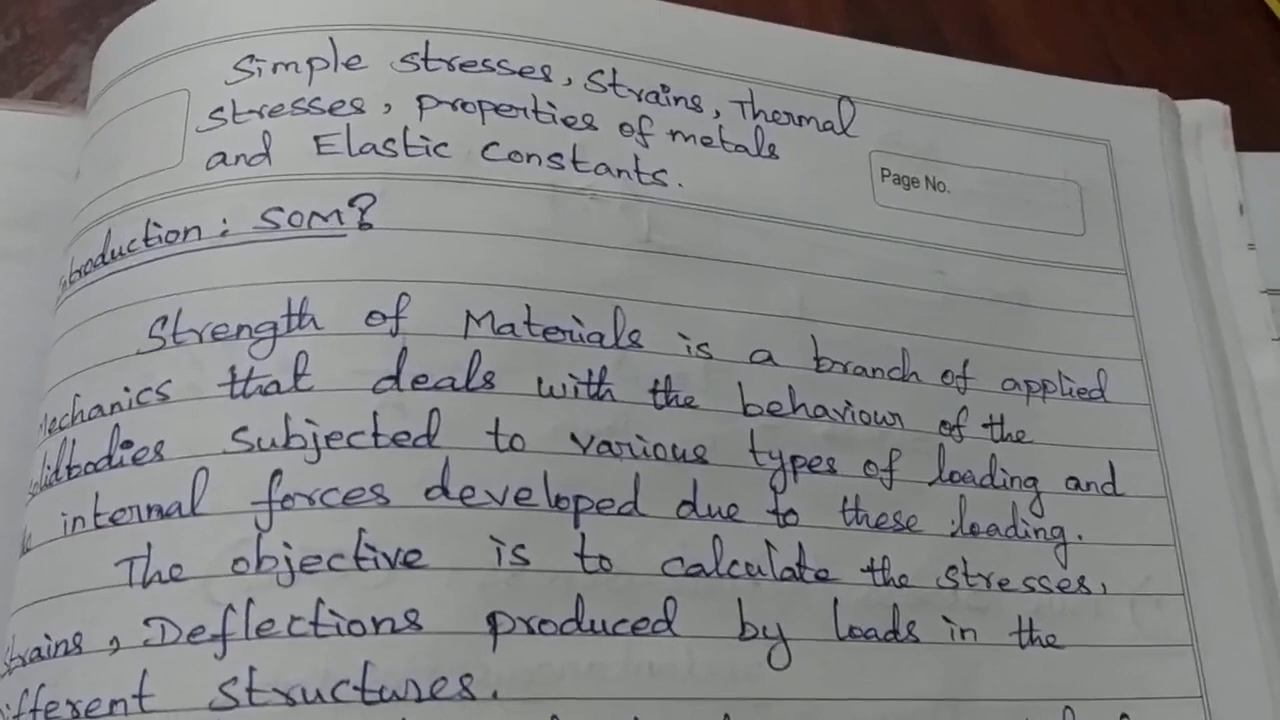 Simple stresses, Strains, Thermal
stresses, properties of metals
and Elastic Constants.
Page No.
Introduction: SOM?
Strength of Materials is a branch of applied
Mechanics that deals with the behaviour of the
solidbodies subjected to various types of loading and
internal forces developed due to these loading.
The objective is to calculate the stresses,
strains, Deflections produced by loads in the
different structures.